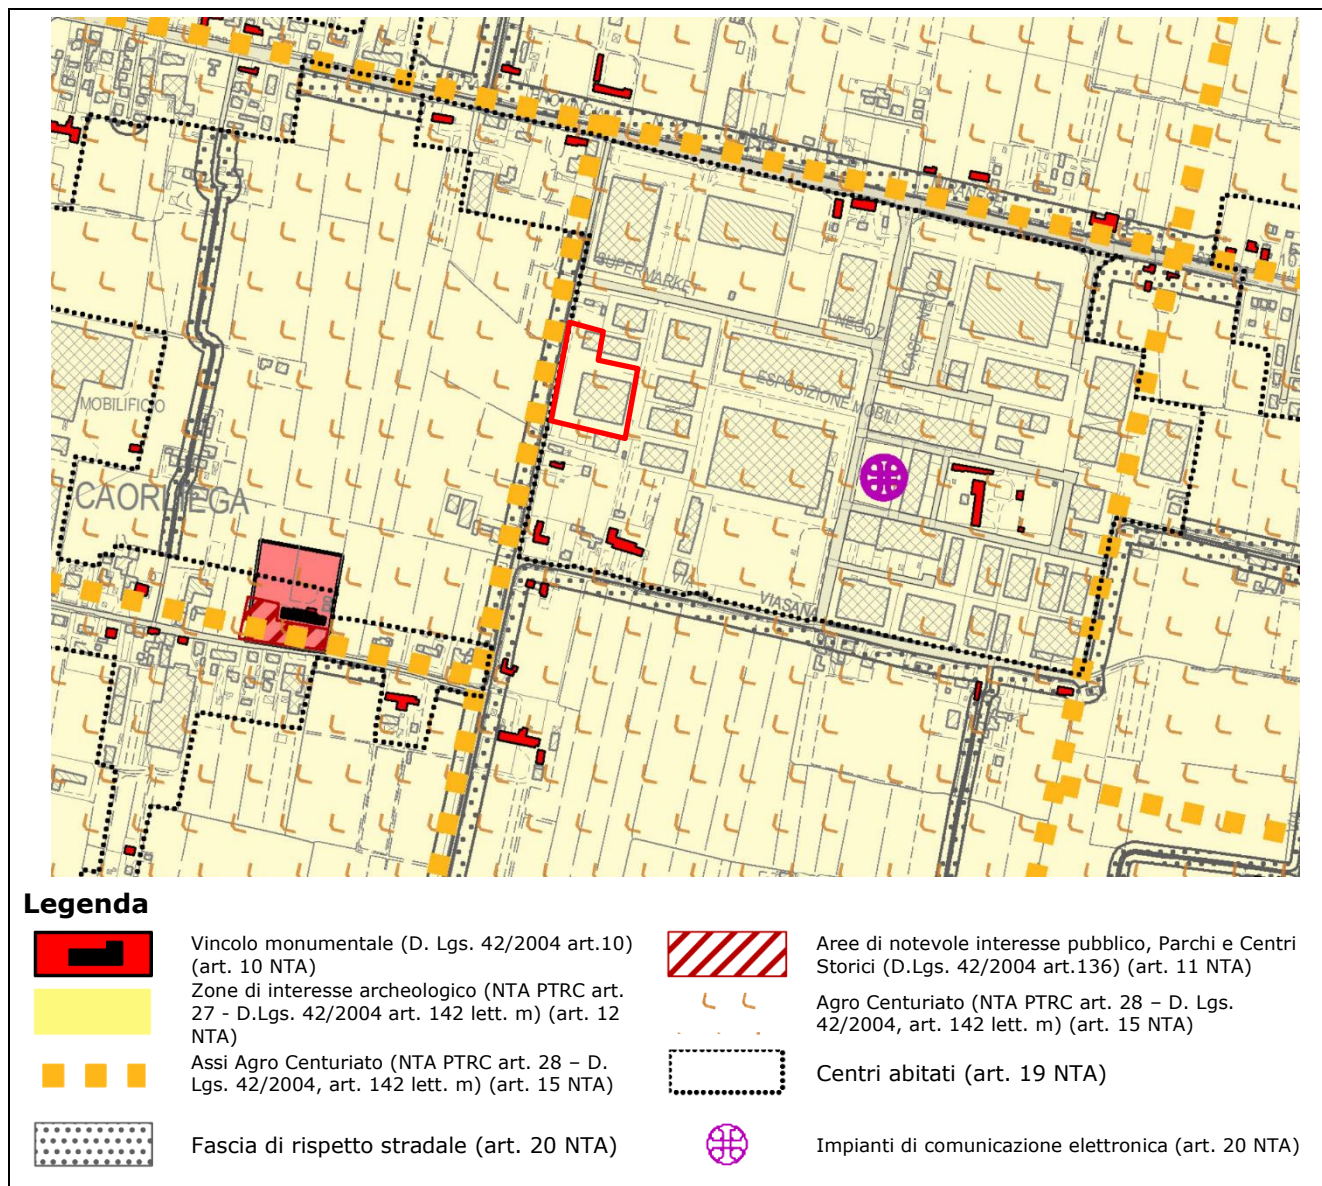 SUPERMARKET
NEGOZI
CASE NEGOZI
ESPOSIZIONE MOBILI
MOBILIFICIO
VIA
Legenda
Vincolo monumentale (D. Lgs. 42/2004 art.10)
(art. 10 NTA)
Zone di interesse archeologico (NTA PTRC art.
27 - D.Lgs. 42/2004 art. 142 lett. m) (art. 12
NTA)
Assi Agro Centuriato (NTA PTRC art. 28 – D.
Lgs. 42/2004, art. 142 lett. m) (art. 15 NTA)
Fascia di rispetto stradale (art. 20 NTA)
Aree di notevole interesse pubblico, Parchi e Centri
Storici (D.Lgs. 42/2004 art.136) (art. 11 NTA)
Agro Centuriato (NTA PTRC art. 28 – D. Lgs.
42/2004, art. 142 lett. m) (art. 15 NTA)
Centri abitati (art. 19 NTA)
Impianti di comunicazione elettronica (art. 20 NTA)